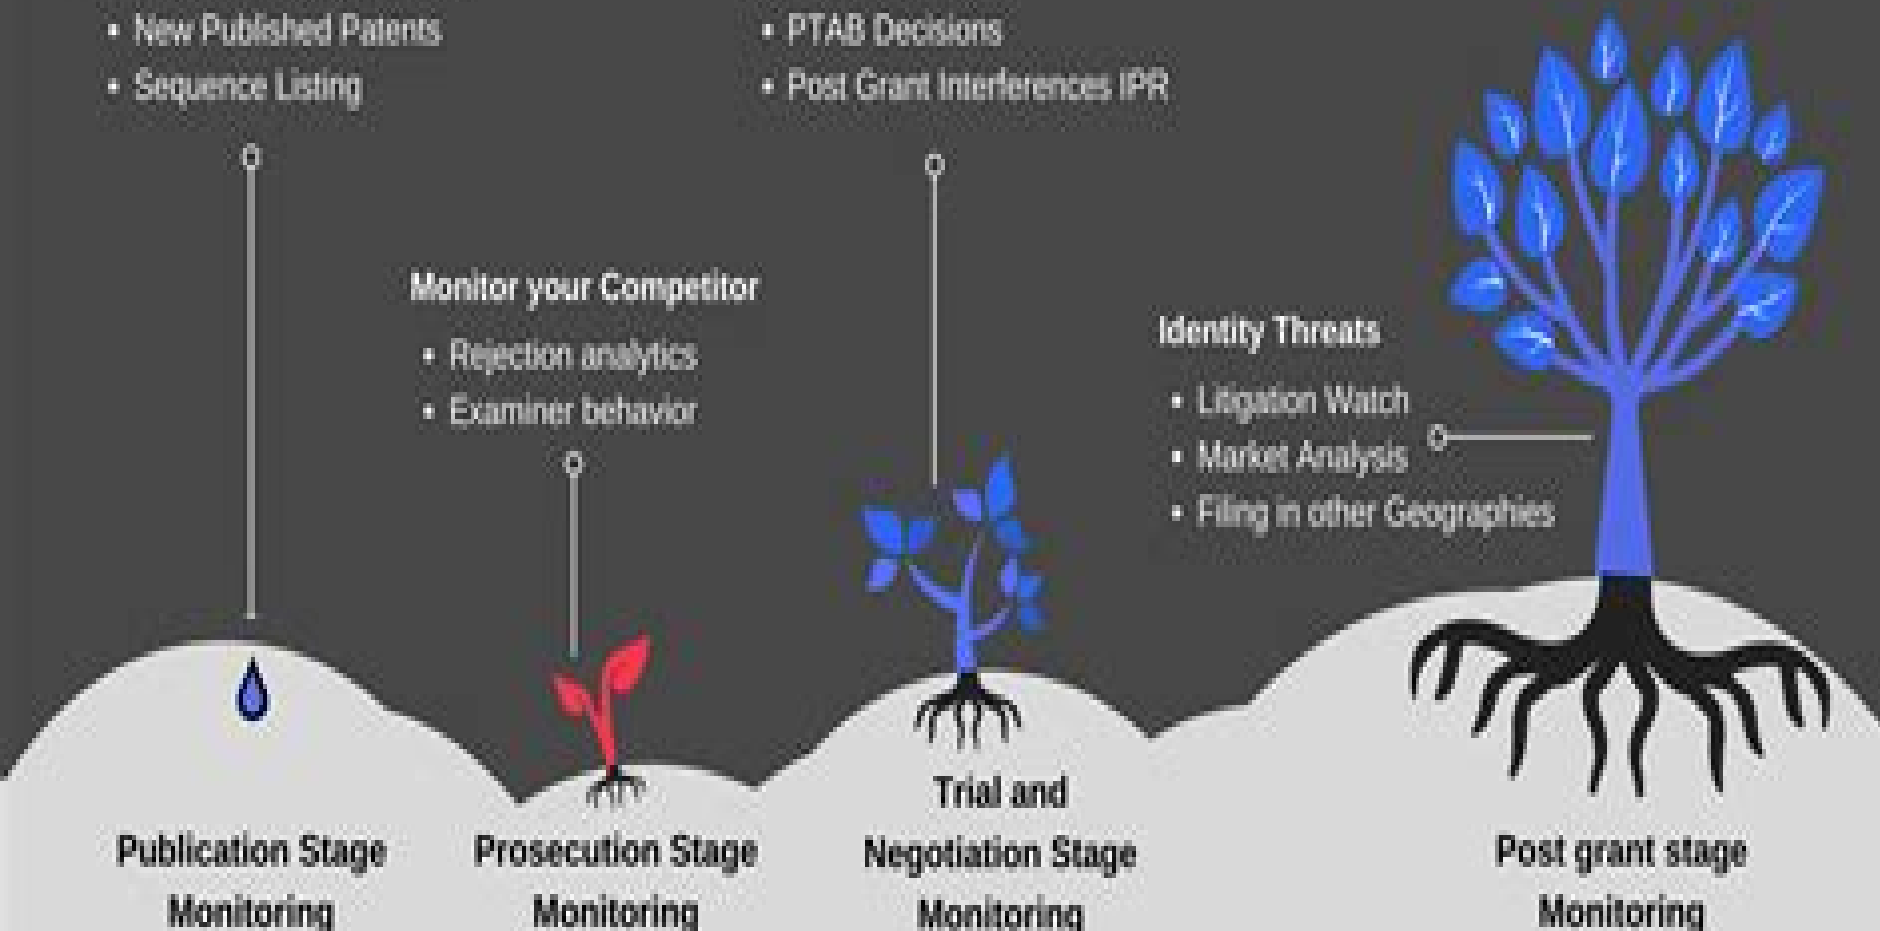 • New Published Patents
• Sequence Listing
• PTAB Decisions
• Post Grant Interferences IPR
Monitor your Competitor
• Rejection analytics
• Examiner behavior
Identity Threats
• Litigation Watch
• Market Analysis
• Filing in other Geographies
Publication Stage
Monitoring
Prosecution Stage
Monitoring
Trial and
Negotiation Stage
Monitoring
Post grant stage
Monitoring